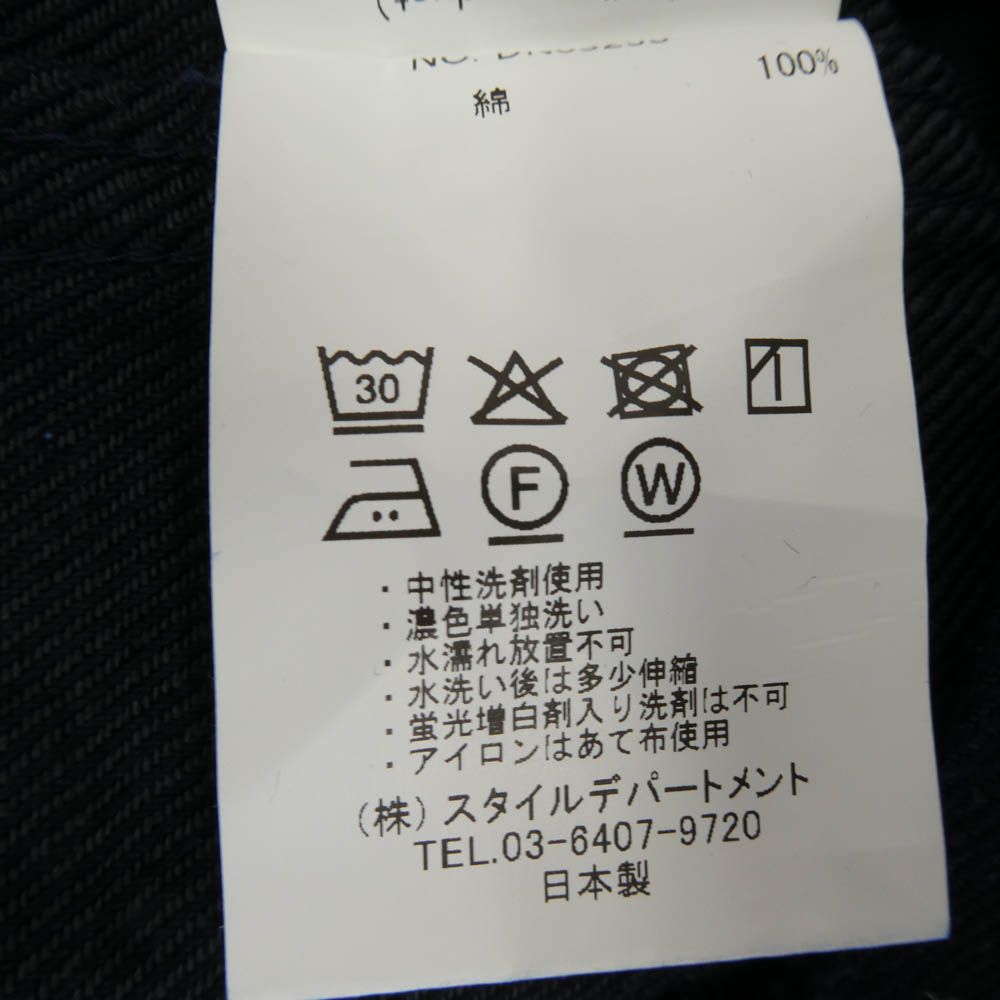 綿 100%
30
F W
・中性洗剤使用
・濃色単独洗い
・水濡れ放置不可
・水洗い後は多少伸縮
・蛍光増白剤入り洗剤は不可
・アイロンはあて布使用
(株)スタイルデパートメント
TEL.03-6407-9720
日本製